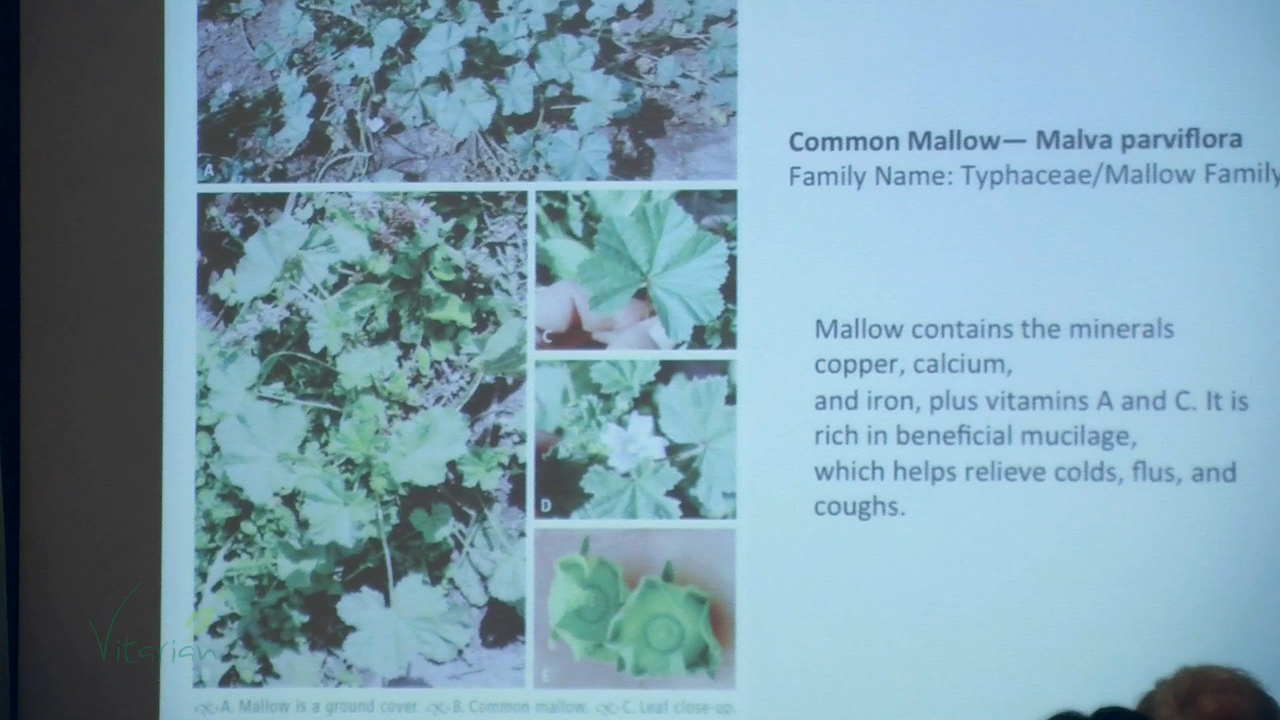 Common Mallow— Malva parviflora
Family Name: Typhaceae/Mallow Family
Mallow contains the minerals
copper, calcium,
and iron, plus vitamins A and C. It is
rich in beneficial mucilage,
which helps relieve colds, flus, and
coughs.
A
C
D
E
A. Mallow is a ground cover. B. Common mallow. C. Leaf close-up.
Vitarian